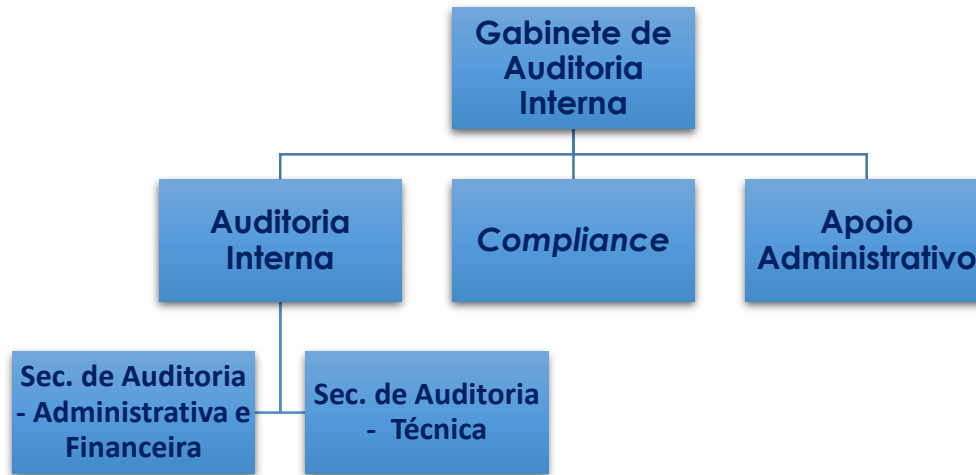 Gabinete de
Auditoria
Interna
Auditoria
Interna
Compliance
Apoio
Administrativo
Sec. de Auditoria
- Administrativa e
Financeira
Sec. de Auditoria
- Técnica